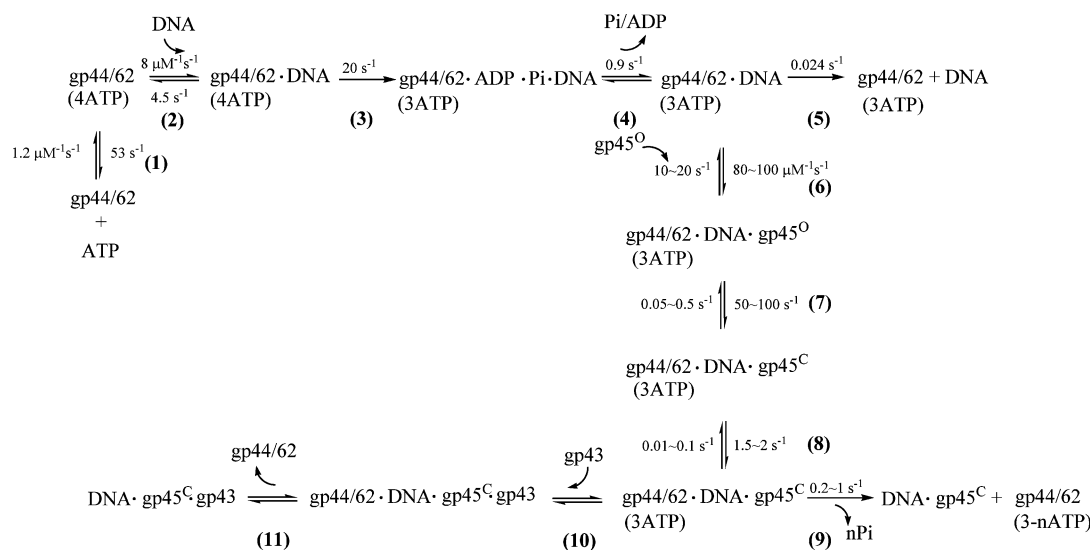 DNA
Pi/ADP
gp44/62 8 μM-1s-1 gp44/62 · DNA 20 s-1 gp44/62 · ADP · Pi · DNA 0.9 s-1 gp44/62 · DNA 0.024 s-1 gp44/62 + DNA
(4ATP) 4.5 s-1 (4ATP) (3ATP) (3ATP) (3ATP)
(2) (3) (4) (5)
1.2 μM-1s-1 53 s-1 (1)
gp44/62
+
ATP
gp45O
10~20 s-1 80~100 μM-1s-1
(6)
gp44/62 · DNA · gp45O
(3ATP)
0.05~0.5 s-1 50~100 s-1 (7)
gp44/62 · DNA · gp45C
(3ATP)
0.01~0.1 s-1 1.5~2 s-1 (8)
gp44/62 gp43
DNA · gp45C · gp43 gp44/62 · DNA · gp45C · gp43 gp44/62 · DNA · gp45C 0.2~1 s-1 DNA · gp45C + gp44/62
(3ATP) nPi (3-nATP)
(11) (10) (9)